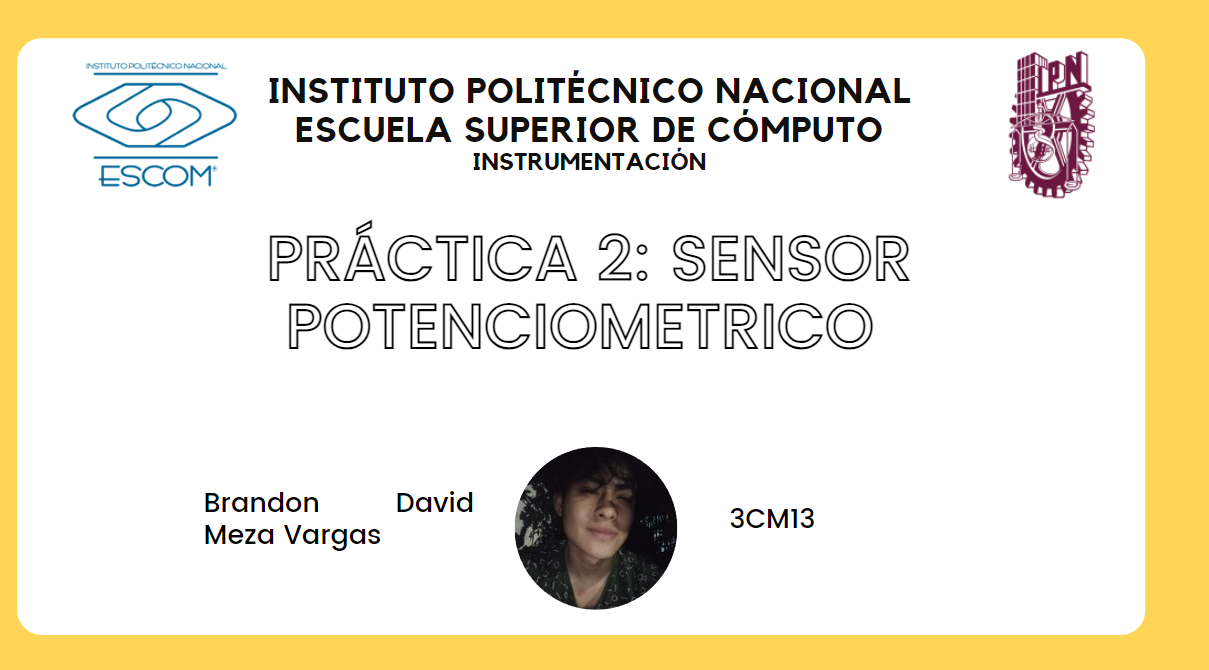 INSTITUTO POLITÉCNICO NACIONAL
ESCOM
INSTITUTO POLITÉCNICO NACIONAL
ESCUELA SUPERIOR DE CÓMPUTO
INSTRUMENTACIÓN
IPN
PRÁCTICA 2: SENSOR
POTENCIOMETRICO
Brandon David
Meza Vargas
3CM13